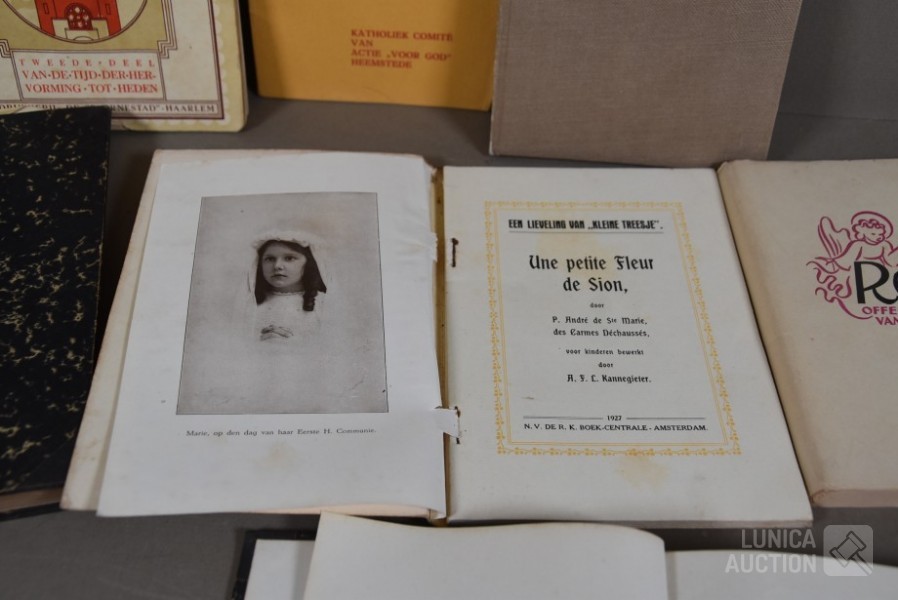 TWEEDE · DEEL
VAN · DE · TIJD · DER · HER-
VORMING · TOT · HEDEN
HAARLEM
KATHOLIEK COMITÉ
VAN
ACTIE „VOOR GOD"
HEEMSTEDE
Marie, op den dag van haar Eerste H. Communie.
EEN LIEVELING VAN „KLEINE TREESJE".
Une petite Fleur
de Sion,
door
P. André de Ste Marie,
des Carmes Déchaussés,
voor kinderen bewerkt
door
A. F. L. Kannegieter.
1927
N. V. DE R. K. BOEK-CENTRALE - AMSTERDAM.
OFFE
VAN
LUNICA
AUCTION